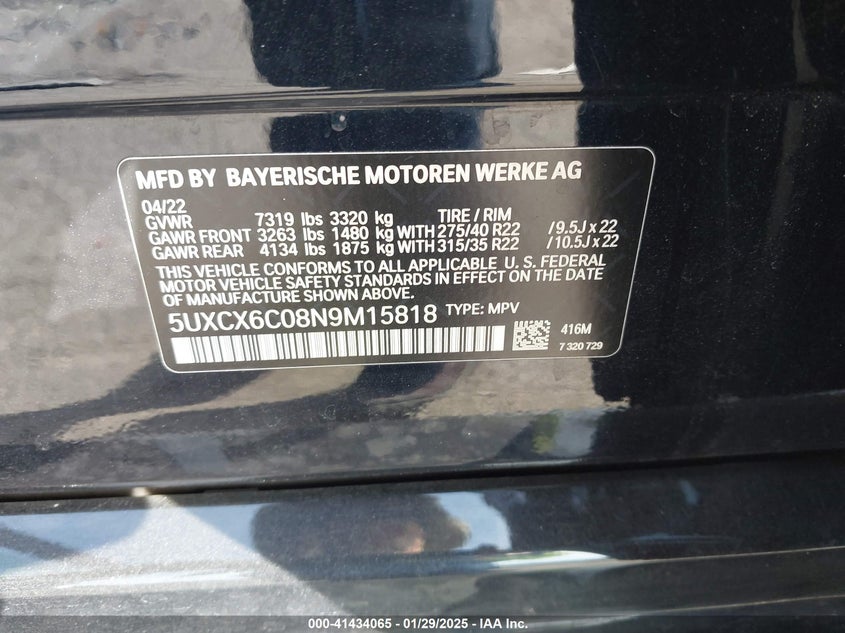 MFD BY BAYERISCHE MOTOREN WERKE AG
04/22
GVWR 7319 lbs 3320 kg TIRE / RIM
GAWR FRONT 3263 lbs 1480 kg WITH 275/40 R22 /9.5J x 22
GAWR REAR 4134 lbs 1875 kg WITH 315/35 R22 /10.5J x 22
THIS VEHICLE CONFORMS TO ALL APPLICABLE U. S. FEDERAL
MOTOR VEHICLE SAFETY STANDARDS IN EFFECT ON THE DATE
OF MANUFACTURE SHOWN ABOVE.
5UXCX6C08N9M15818 TYPE: MPV
416M
7 320 729
000-41434065 / 01/29/2025 - IAA Inc.